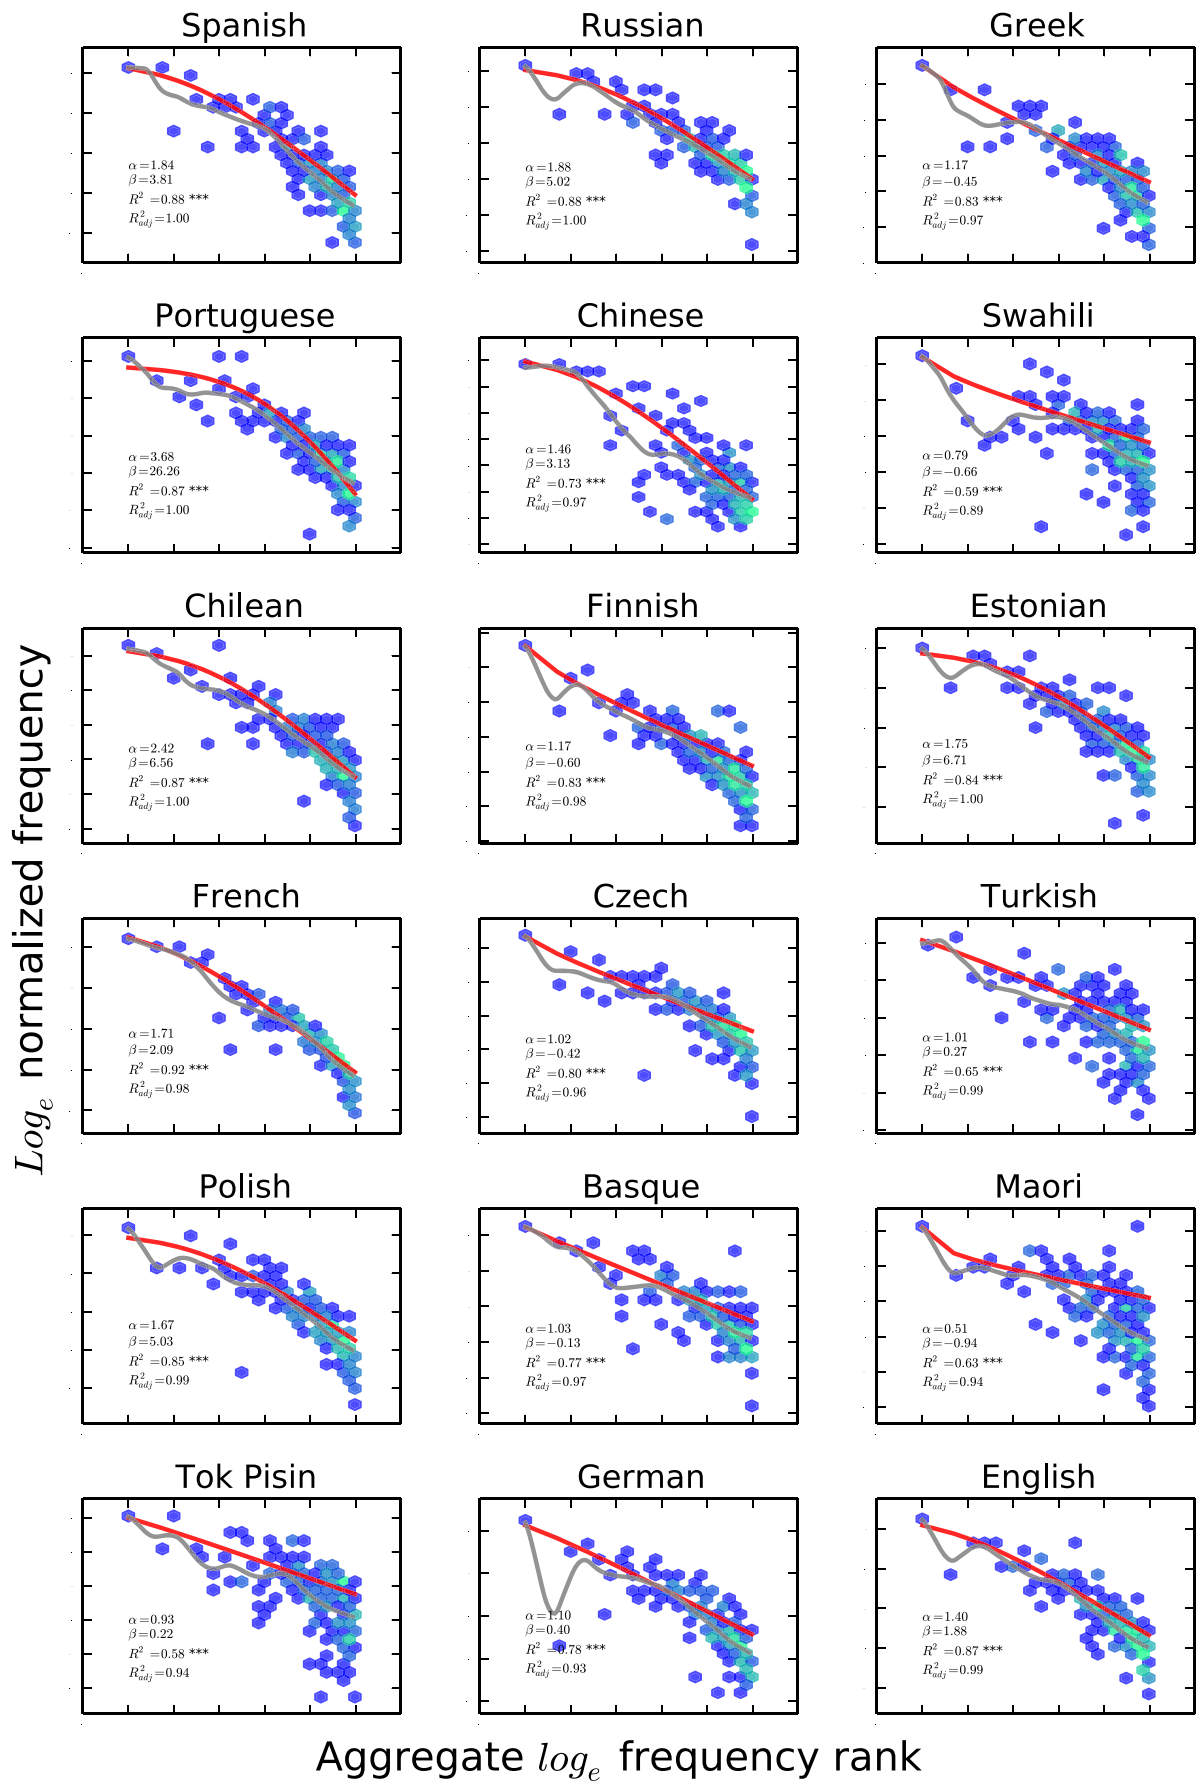 Spanish
α=1.84
β=3.81
R² =0.88 ***
R²adj=1.00
Russian
α=1.88
β=5.02
R² =0.88 ***
R²adj=1.00
Greek
α=1.17
β=−0.45
R² =0.83 ***
R²adj=0.97
Portuguese
α=3.68
β=26.26
R² =0.87 ***
R²adj=1.00
Chinese
α=1.46
β=3.13
R² =0.73 ***
R²adj=0.97
Swahili
α=0.79
β=−0.66
R² =0.59 ***
R²adj=0.89
Chilean
α=2.42
β=6.56
R² =0.87 ***
R²adj=1.00
Finnish
α=1.17
β=−0.60
R² =0.83 ***
R²adj=0.98
Estonian
α=1.75
β=6.71
R² =0.84 ***
R²adj=1.00
French
α=1.71
β=2.09
R² =0.92 ***
R²adj=0.98
Czech
α=1.02
β=−0.42
R² =0.80 ***
R²adj=0.96
Turkish
α=1.01
β=0.27
R² =0.65 ***
R²adj=0.99
Polish
α=1.67
β=5.03
R² =0.85 ***
R²adj=0.99
Basque
α=1.03
β=−0.13
R² =0.77 ***
R²adj=0.97
Maori
α=0.51
β=−0.94
R² =0.63 ***
R²adj=0.94
Tok Pisin
α=0.93
β=0.22
R² =0.58 ***
R²adj=0.94
German
α=1.10
β=0.40
R² =0.78 ***
R²adj=0.93
English
α=1.40
β=1.88
R² =0.87 ***
R²adj=0.99
Logₑ normalized frequency
Aggregate logₑ frequency rank